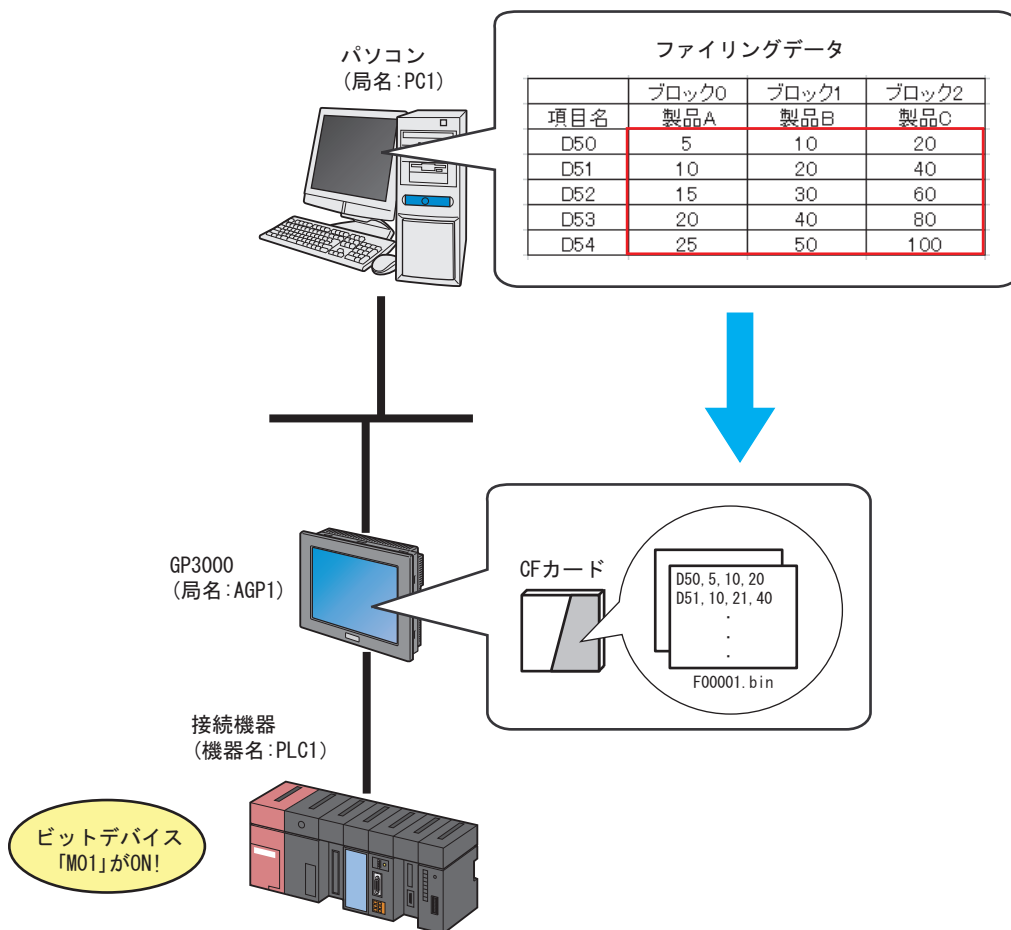 パソコン
(局名:PC1)
ファイリングデータ
ブロック0 ブロック1 ブロック2
項目名 製品A 製品B 製品C
D50 5 10 20
D51 10 20 40
D52 15 30 60
D53 20 40 80
D54 25 50 100
GP3000
(局名:AGP1)
CFカード
D50, 5, 10, 20
D51, 10, 21, 40
.
.
.
F00001.bin
接続機器
(機器名:PLC1)
ビットデバイス
「M01」がON!